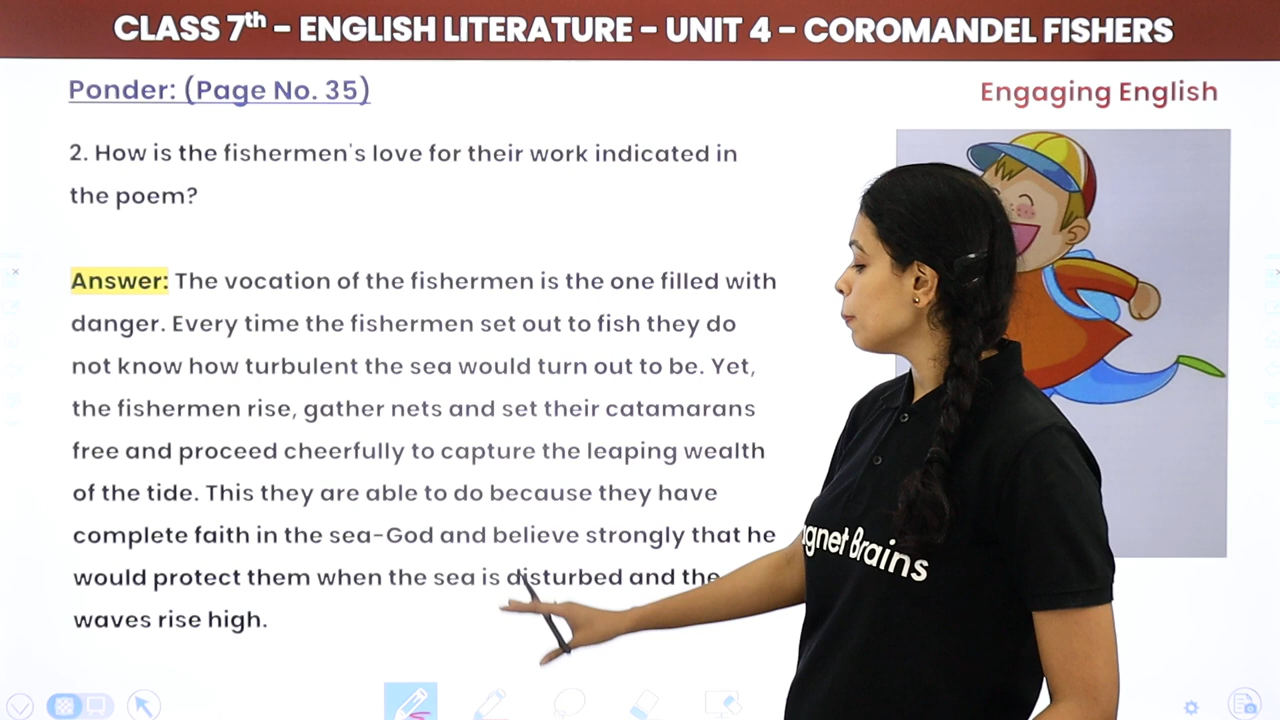 CLASS 7th – ENGLISH LITERATURE – UNIT 4 – COROMANDEL FISHERS
Ponder: (Page No. 35)
Engaging English
2. How is the fishermen's love for their work indicated in
the poem?
Answer: The vocation of the fishermen is the one filled with
danger. Every time the fishermen set out to fish they do
not know how turbulent the sea would turn out to be. Yet,
the fishermen rise, gather nets and set their catamarans
free and proceed cheerfully to capture the leaping wealth
of the tide. This they are able to do because they have
complete faith in the sea-God and believe strongly that he
would protect them when the sea is disturbed and the
waves rise high.
agnet Brains